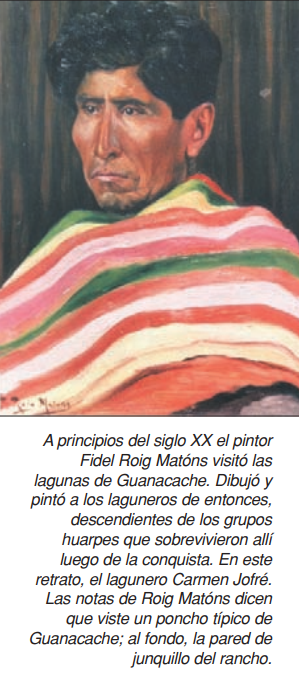 F. Roig Matóns
A principios del siglo XX el pintor
Fidel Roig Matóns visitó las
lagunas de Guanacache. Dibujó y
pintó a los laguneros de entonces,
descendientes de los grupos
huarpes que sobrevivieron allí
luego de la conquista. En este
retrato, el lagunero Carmen Jofré.
Las notas de Roig Matóns dicen
que viste un poncho típico de
Guanacache; al fondo, la pared de
junquillo del rancho.